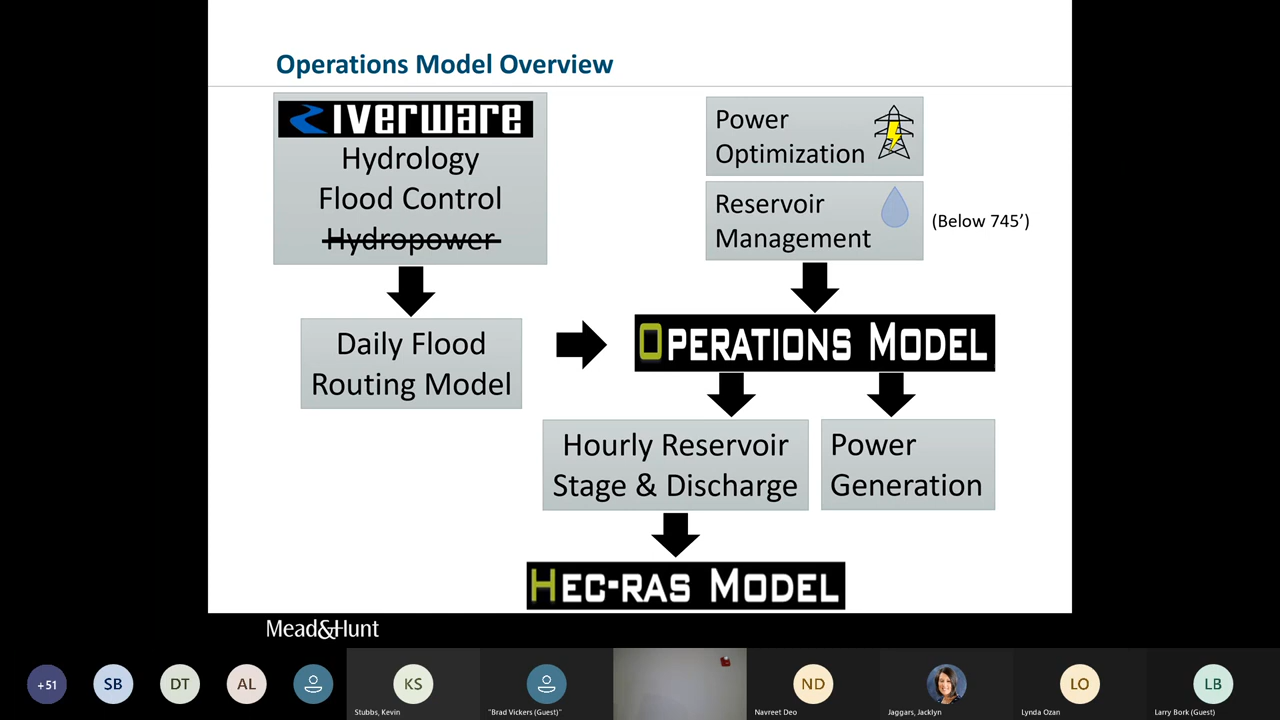 Operations Model Overview
RIVERWARE
Hydrology
Flood Control
Hydropower
Daily Flood
Routing Model
Power
Optimization
Reservoir
Management
(Below 745’)
OPERATIONS MODEL
Hourly Reservoir
Stage & Discharge
Power
Generation
HEC-RAS MODEL
Mead&Hunt
+51
SB
DT
AL
KS
ND
LO
LB
Stubbs, Kevin
"Brad Vickers (Guest)"
Navreet Deo
Jaggars, Jacklyn
Lynda Ozan
Larry Bork (Guest)